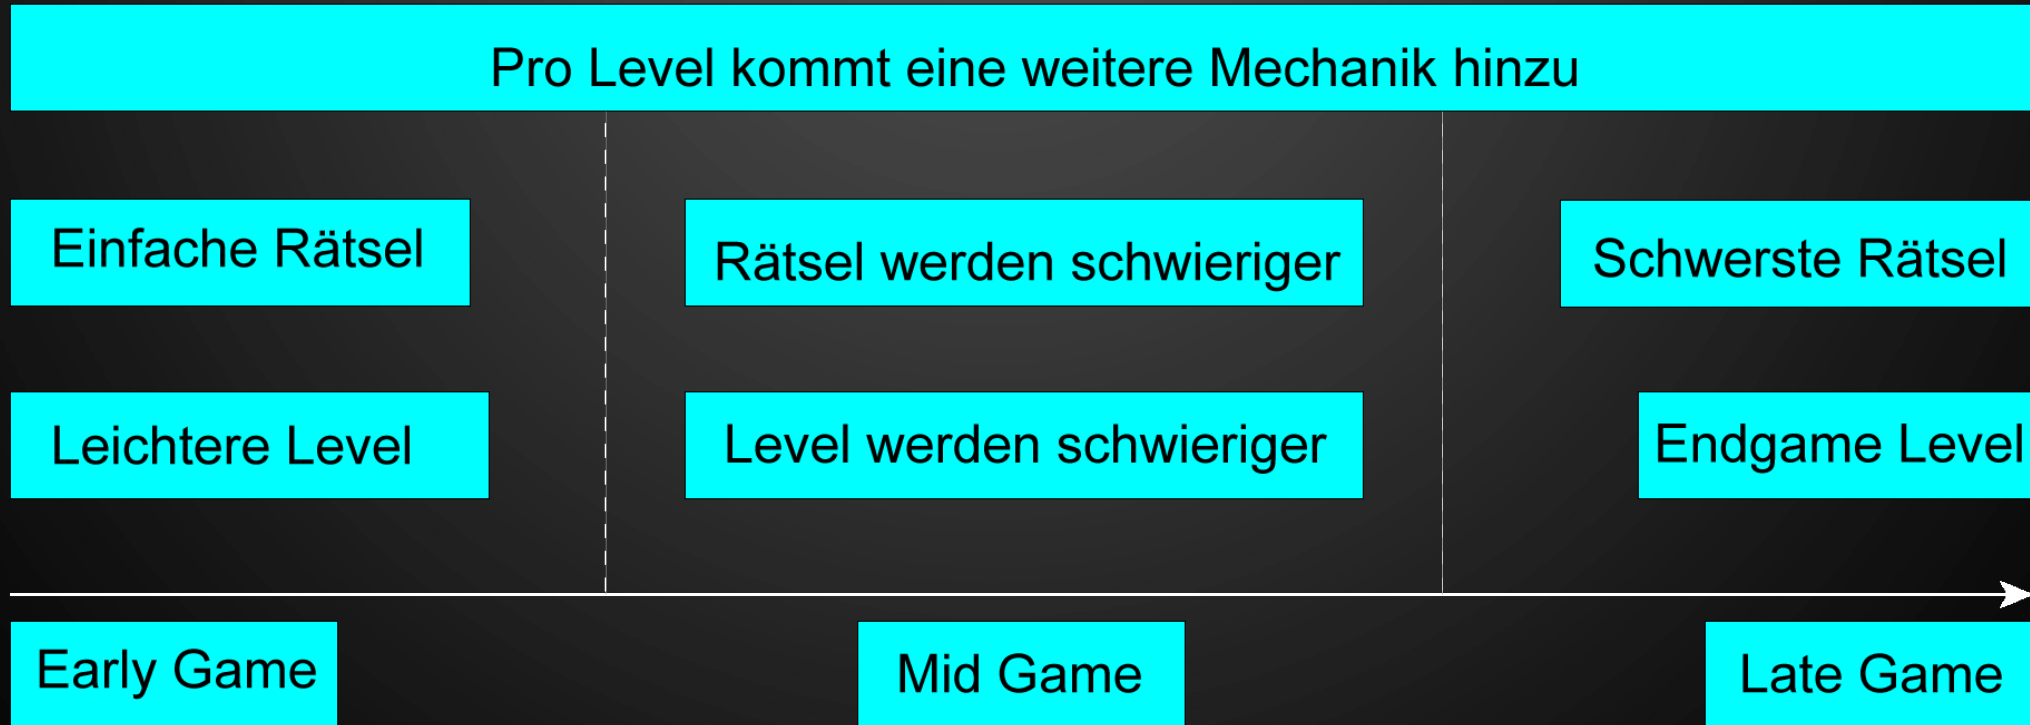 Pro Level kommt eine weitere Mechanik hinzu
Einfache Rätsel
Rätsel werden schwieriger
Schwerste Rätsel
Leichtere Level
Level werden schwieriger
Endgame Level
Early Game
Mid Game
Late Game